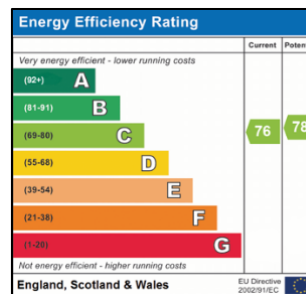 Energy Efficiency Rating
Current Poten
Very energy efficient - lower running costs
(92+) A
(81-91) B
(69-80) C 76 78
(55-68) D
(39-54) E
(21-38) F
(1-20) G
Not energy efficient - higher running costs
England, Scotland & Wales
EU Directive
2002/91/EC